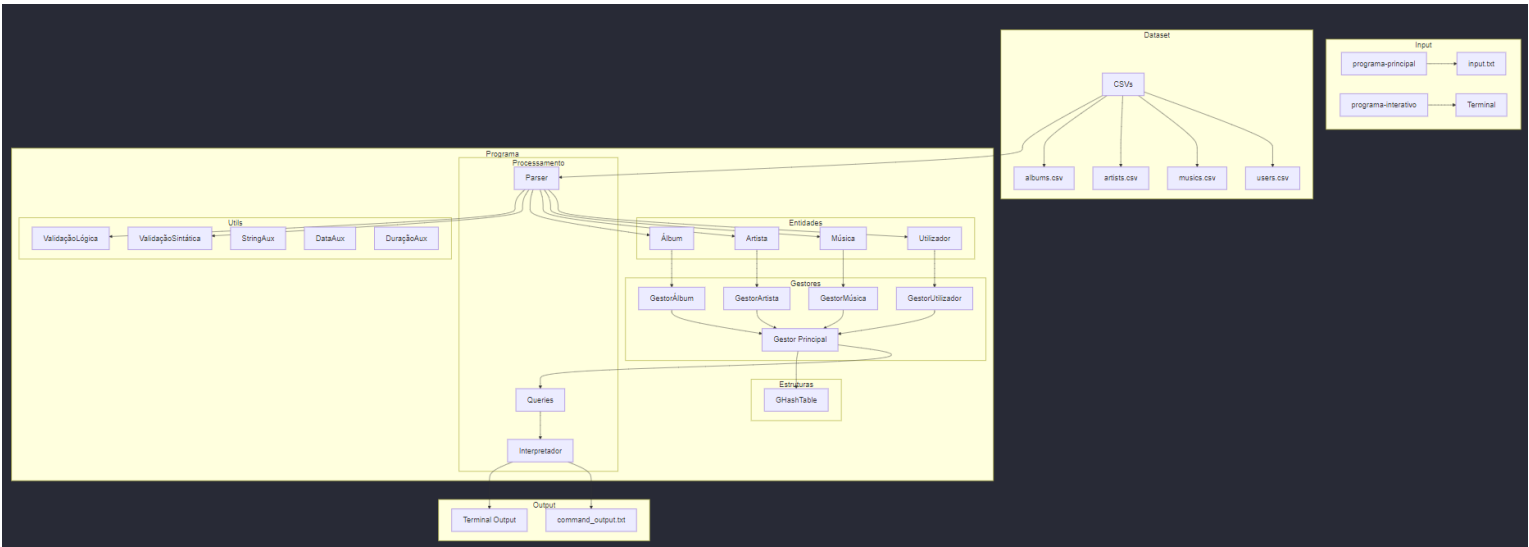 Dataset
Input
programa-principal
input.txt
CSVs
programa-interativo
Terminal
albums.csv
artists.csv
musics.csv
users.csv
Programa
Processamento
Parser
Utils
ValidaçãoLógica
ValidaçãoSintática
StringAux
DataAux
DuraçãoAux
Entidades
Álbum
Artista
Música
Utilizador
Gestores
GestorÁlbum
GestorArtista
GestorMúsica
GestorUtilizador
Gestor Principal
Estruturas
GHashTable
Queries
Interpretador
Output
Terminal Output
command_output.txt